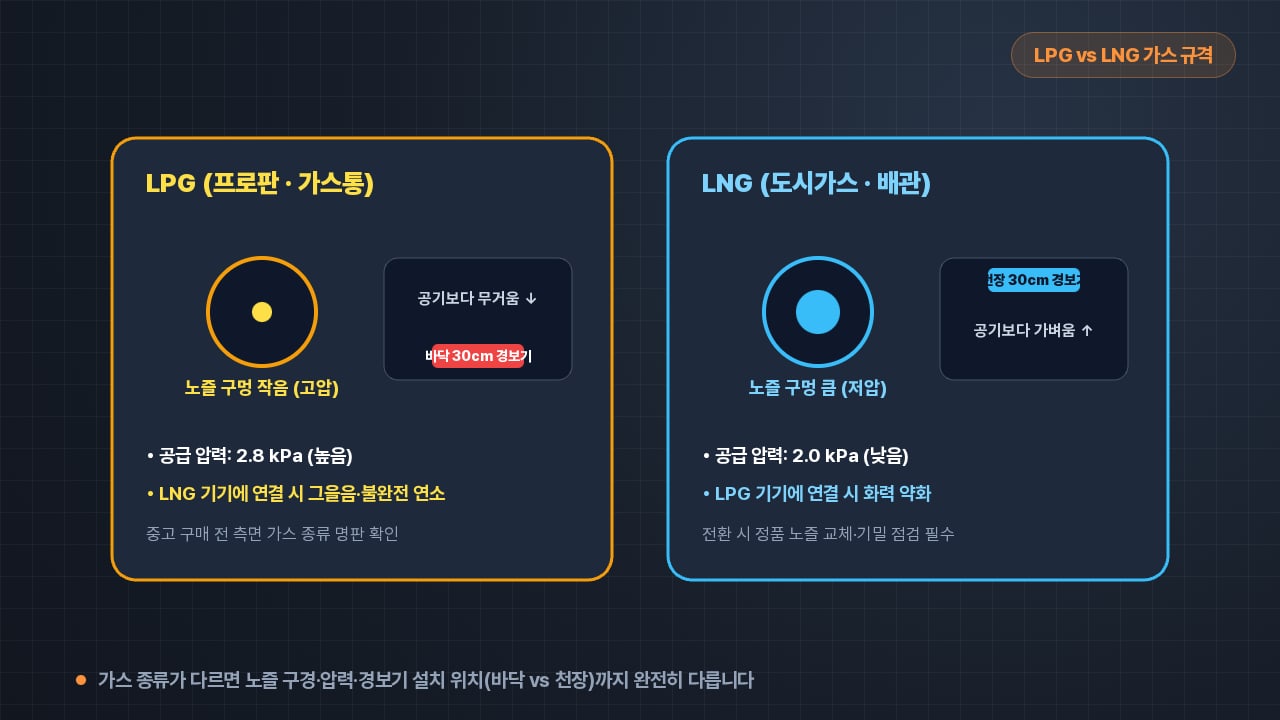 LPG vs LNG 가스 규격
LPG (프로판 · 가스통)
공기보다 무거움 ↓
바닥 30cm 경보기
노즐 구멍 작음 (고압)
• 공급 압력: 2.8 kPa (높음)
• LNG 기기에 연결 시 그을음·불완전 연소
중고 구매 전 측면 가스 종류 명판 확인
LNG (도시가스 · 배관)
천장 30cm 경보기
공기보다 가벼움 ↑
노즐 구멍 큼 (저압)
• 공급 압력: 2.0 kPa (낮음)
• LPG 기기에 연결 시 화력 약화
전환 시 정품 노즐 교체·기밀 점검 필수
가스 종류가 다르면 노즐 구경·압력·경보기 설치 위치(바닥 vs 천장)까지 완전히 다릅니다